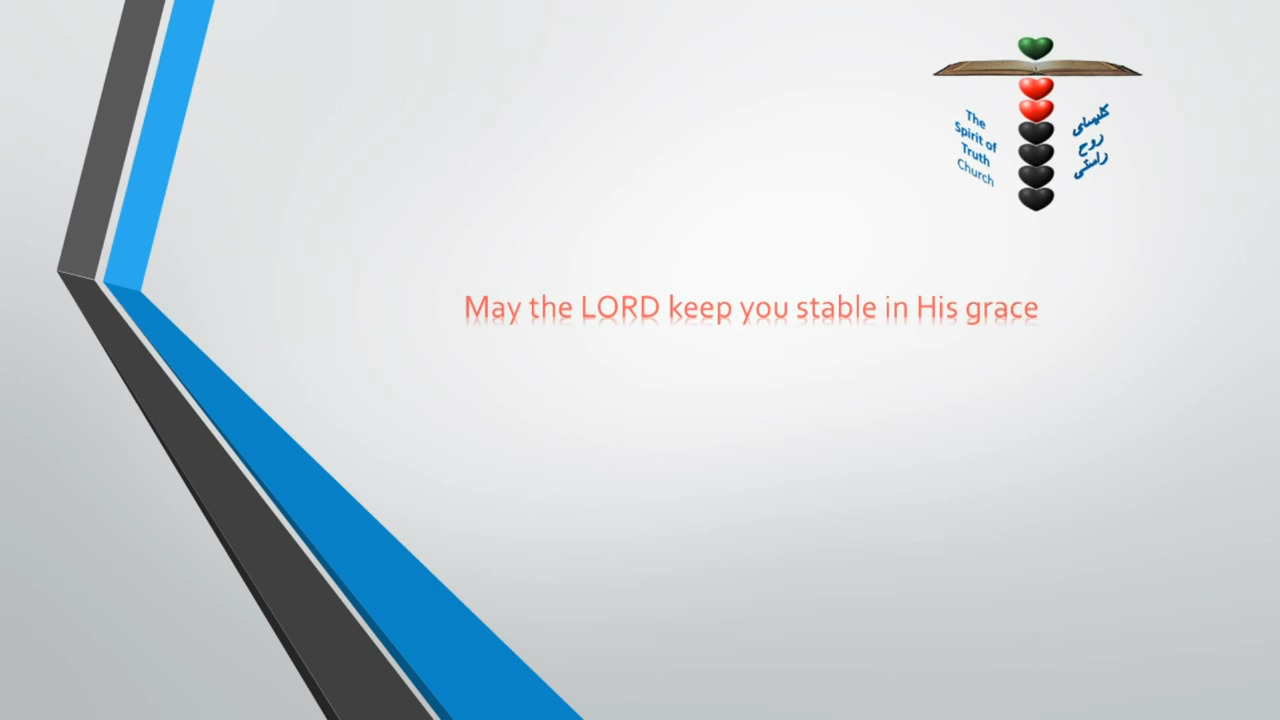 The
Spirit of
Truth
Church
کلیسای
روح
راستی
May the LORD keep you stable in His grace